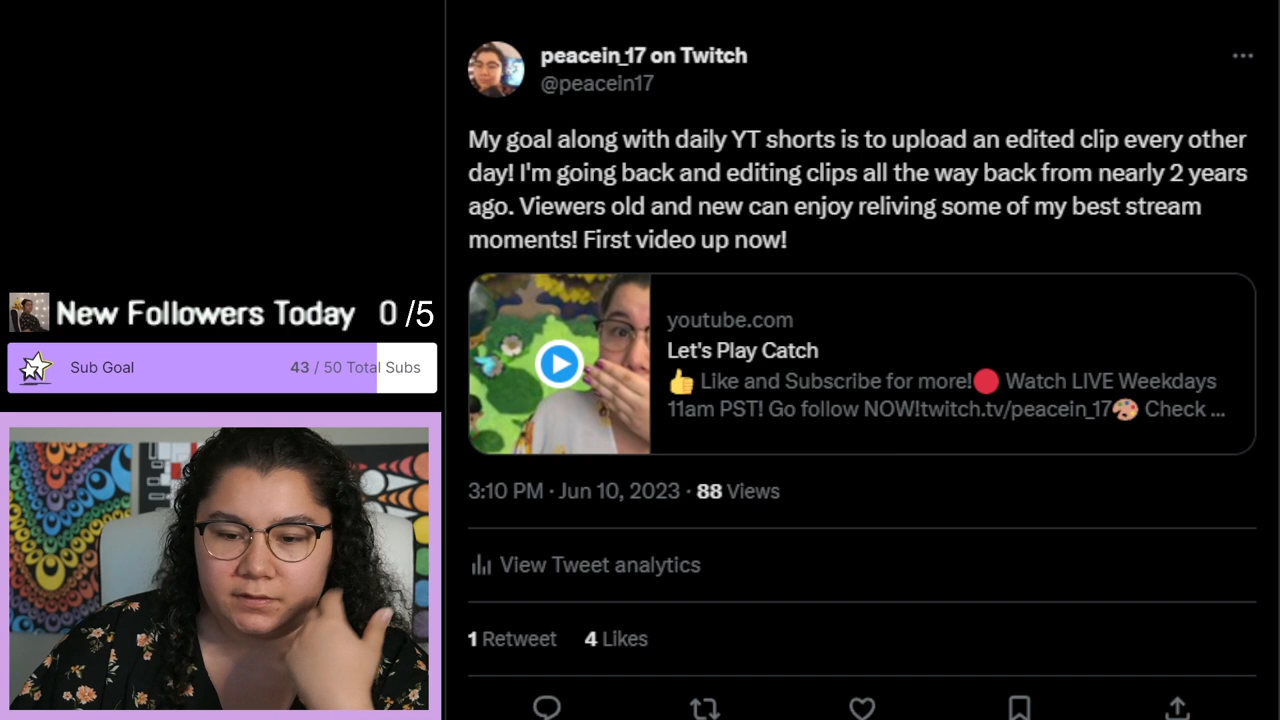 peacein_17 on Twitch
@peacein17
My goal along with daily YT shorts is to upload an edited clip every other
day! I'm going back and editing clips all the way back from nearly 2 years
ago. Viewers old and new can enjoy reliving some of my best stream
moments! First video up now!
youtube.com
Let's Play Catch
👍 Like and Subscribe for more!🔴 Watch LIVE Weekdays
11am PST! Go follow NOW!twitch.tv/peacein_17🎨 Check ...
3:10 PM · Jun 10, 2023 · 88 Views
View Tweet analytics
1 Retweet 4 Likes
New Followers Today 0 /5
Sub Goal 43 / 50 Total Subs